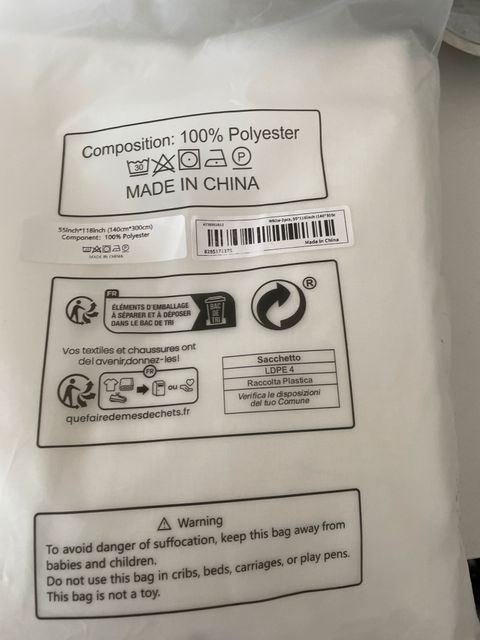 Composition: 100% Polyester
30
P
MADE IN CHINA
55Inch*118Inch (140cm*300cm)
Component: 100% Polyester
MADE IN CHINA
Made in China
FR
ÉLÉMENTS D'EMBALLAGE
À SÉPARER ET À DÉPOSER
DANS LE BAC DE TRI
BAC
DE
TRI
®
Vos textiles et chaussures ont
del avenir,donnez-les!
FR
OU
quefairedemesdechets.fr
Sacchetto
LDPE 4
Raccolta Plastica
Verifica le disposizioni
del tuo Comune
Warning
To avoid danger of suffocation, keep this bag away from
babies and children.
Do not use this bag in cribs, beds, carriages, or play pens.
This bag is not a toy.